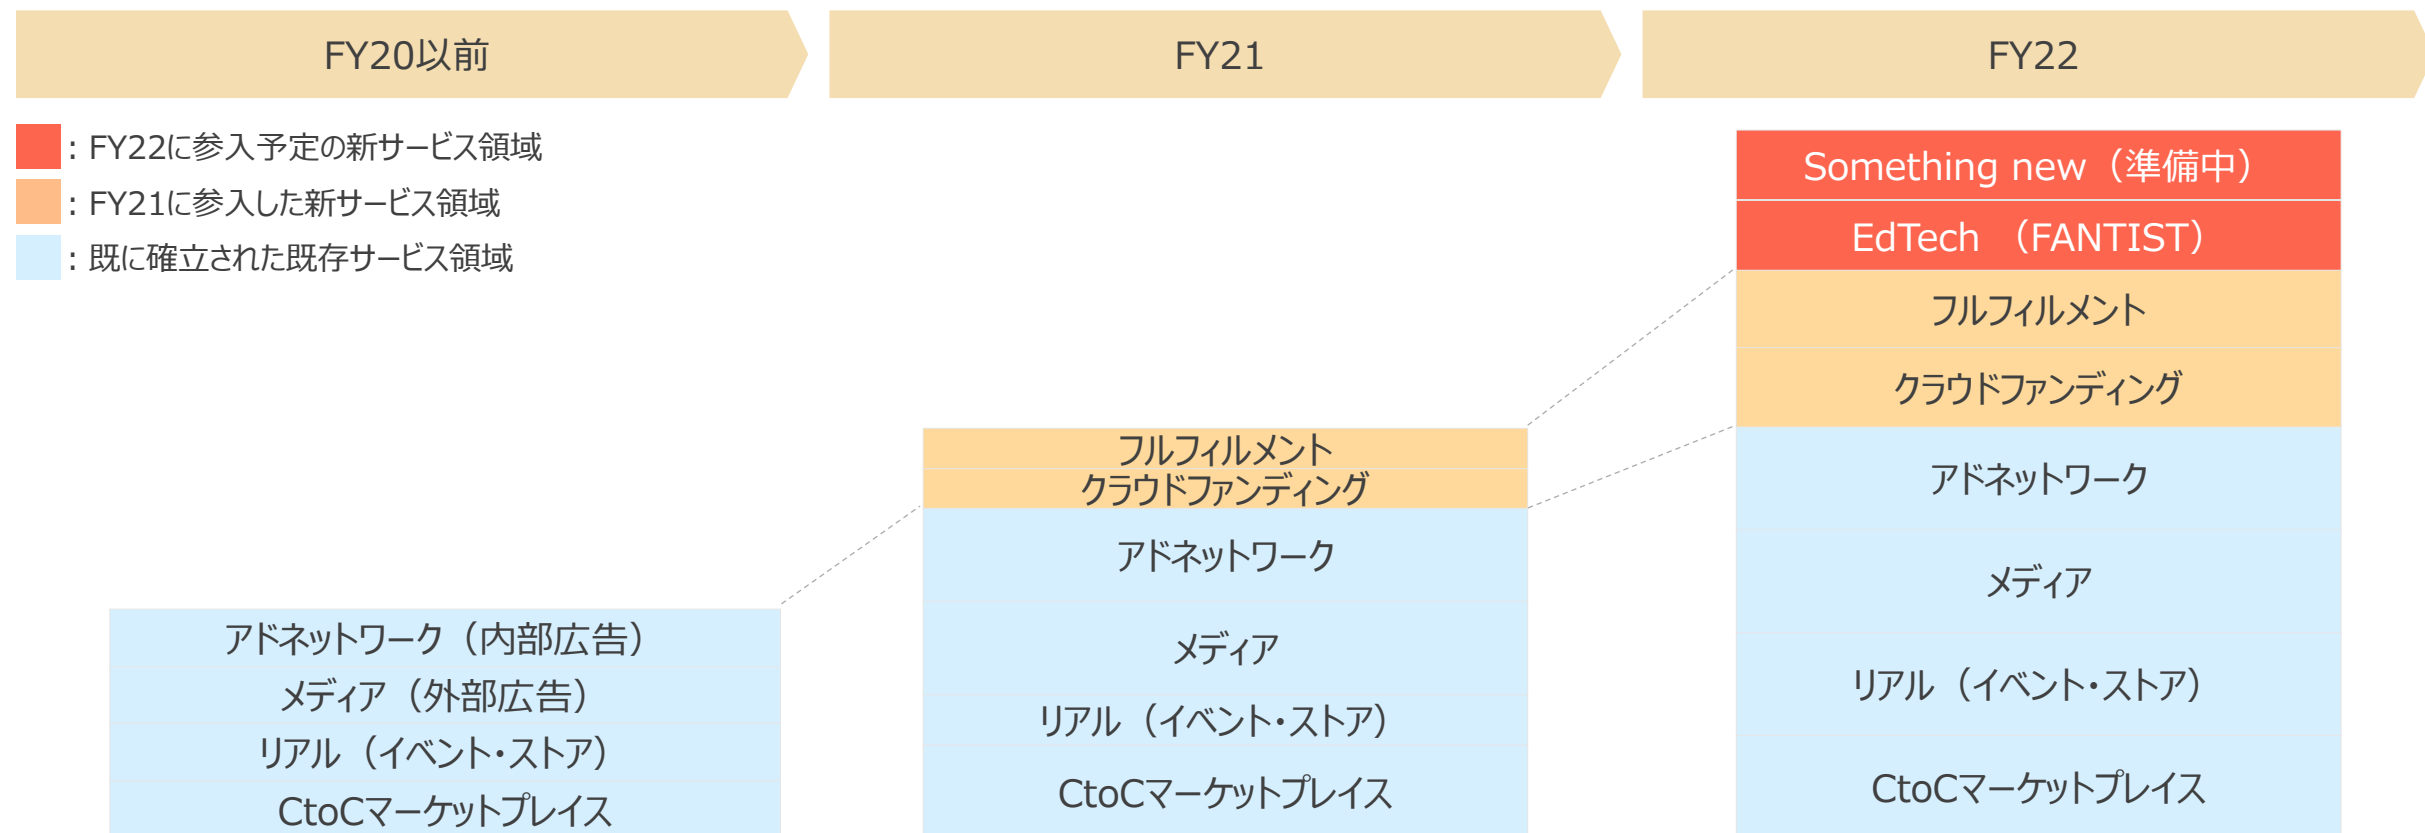 FY20以前
FY21
FY22
：FY22に参入予定の新サービス領域
：FY21に参入した新サービス領域
：既に確立された既存サービス領域
アドネットワーク（内部広告）
メディア（外部広告）
リアル（イベント・ストア）
CtoCマーケットプレイス
フルフィルメント
クラウドファンディング
アドネットワーク
メディア
リアル（イベント・ストア）
CtoCマーケットプレイス
Something new（準備中）
EdTech （FANTIST）
フルフィルメント
クラウドファンディング
アドネットワーク
メディア
リアル（イベント・ストア）
CtoCマーケットプレイス